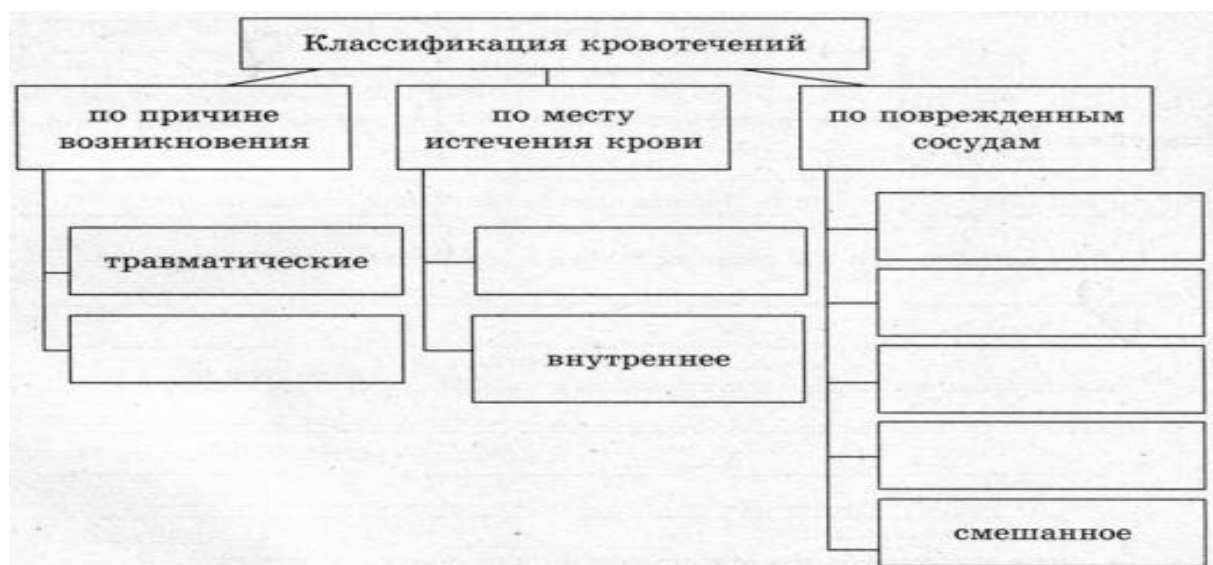 Классификация кровотечений
по причине
возникновения
по месту
истечения крови
по поврежденным
сосудам
травматические
внутреннее
смешанное